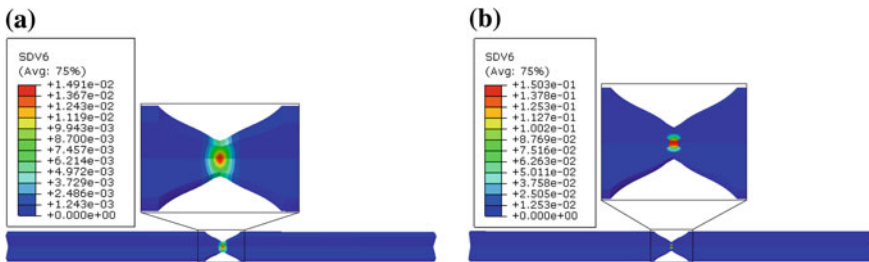 (a)
SDV6
(Avg: 75%)
+1.491e-02
+1.367e-02
+1.243e-02
+1.119e-02
+9.943e-03
+8.700e-03
+7.457e-03
+6.214e-03
+4.972e-03
+3.729e-03
+2.486e-03
+1.243e-03
+0.000e+00
(b)
SDV6
(Avg: 75%)
+1.503e-01
+1.378e-01
+1.253e-01
+1.127e-01
+1.002e-01
+8.769e-02
+7.516e-02
+6.263e-02
+5.011e-02
+3.758e-02
+2.505e-02
+1.253e-02
+0.000e+00